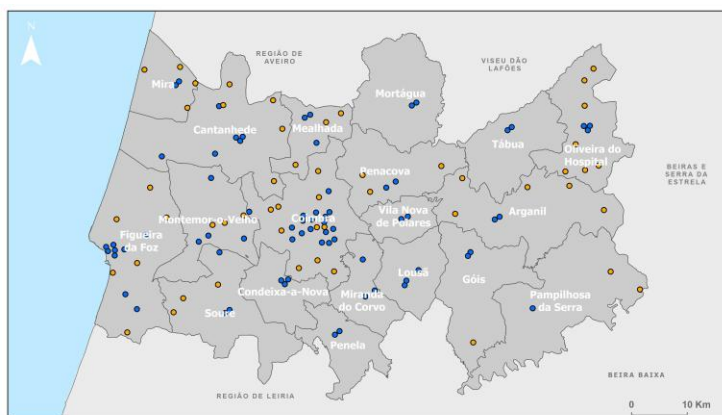 N
REGIÃO DE
AVEIRO
VISEU DÃO
LAFÕES
Mira
Mortágua
Cantanhede
Mealhada
Tábua
Oliveira do
Hospital
BEIRAS E
SERRA DA
ESTRELA
Penacova
Vila Nova
de Poiares
Arganil
Montemor-o-Velho
Coimbra
Figueira
da Foz
Lousã
Góis
Condeixa-a-Nova
Miranda
do Corvo
Pampilhosa
da Serra
Soure
Penela
BEIRA BAIXA
REGIÃO DE LEIRIA
0 10 Km